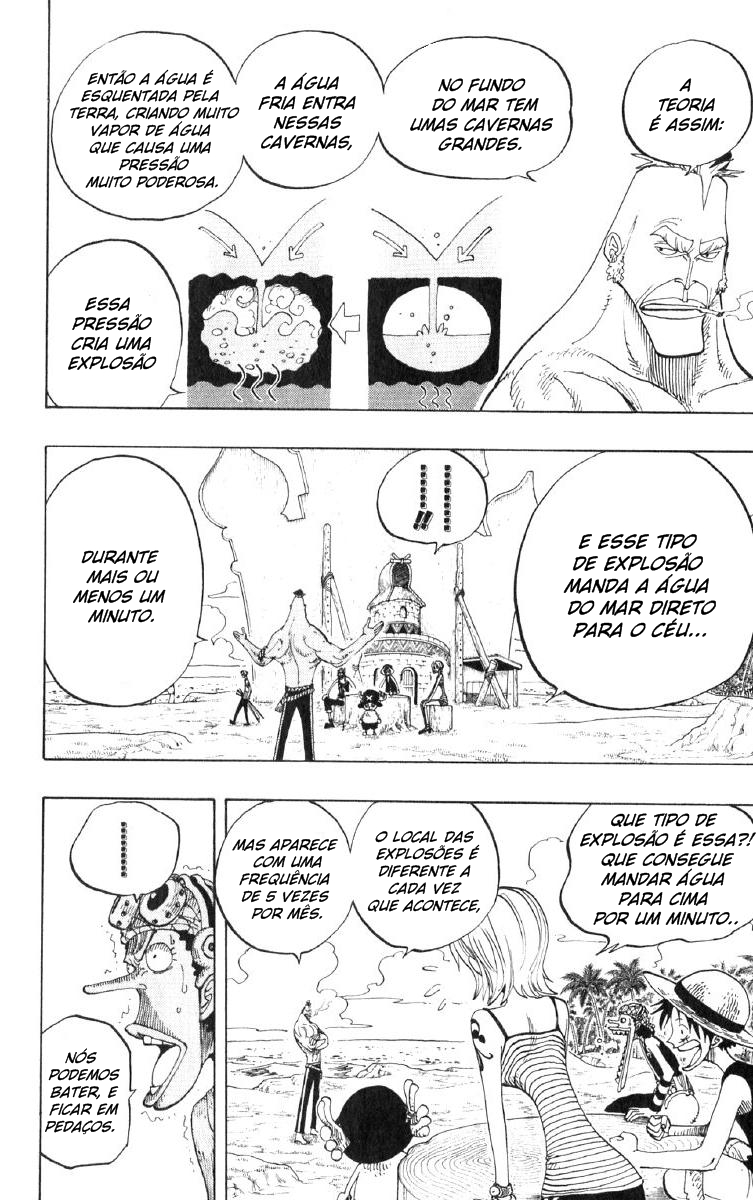 A
TEORIA
É ASSIM:
NO FUNDO
DO MAR TEM
UMAS CAVERNAS
GRANDES.
A ÁGUA
FRIA ENTRA
NESSAS
CAVERNAS,
ENTÃO A ÁGUA É
ESQUENTADA PELA
TERRA, CRIANDO MUITO
VAPOR DE ÁGUA
QUE CAUSA UMA
PRESSÃO
MUITO PODEROSA.
ESSA
PRESSÃO
CRIA UMA
EXPLOSÃO
E ESSE TIPO
DE EXPLOSÃO
MANDA A ÁGUA
DO MAR DIRETO
PARA O CÉU...
!!
DURANTE
MAIS OU
MENOS UM
MINUTO.
QUE TIPO DE
EXPLOSÃO É ESSA?!
QUE CONSEGUE
MANDAR ÁGUA
PARA CIMA
POR UM MINUTO..
O LOCAL DAS
EXPLOSÕES É
DIFERENTE A
CADA VEZ
QUE ACONTECE,
MAS APARECE
COM UMA
FREQUÊNCIA
DE 5 VEZES
POR MÊS.
NÓS
PODEMOS
BATER, E
FICAR EM
PEDAÇOS.